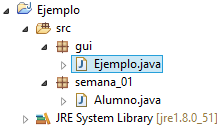 Ejemplo
src
gui
Ejemplo.java
semana_01
Alumno.java
JRE System Library [jre1.8.0_51]